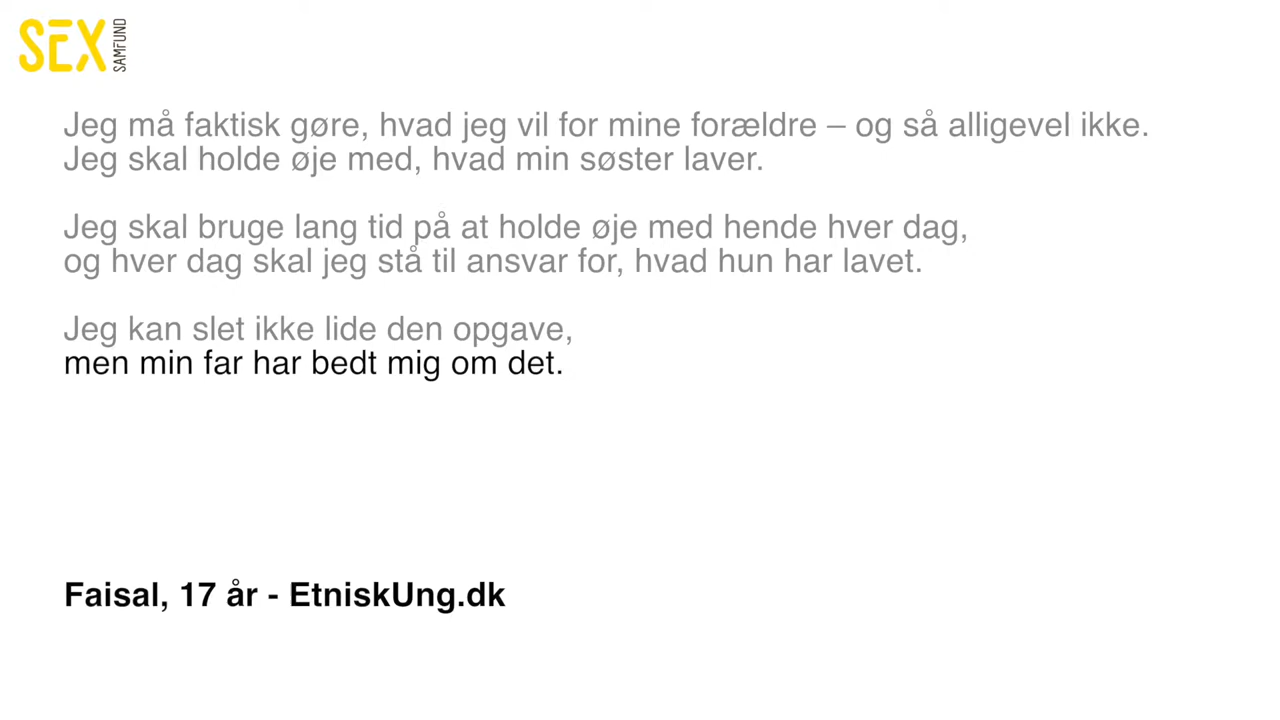 SEX
SAMFUND
Jeg må faktisk gøre, hvad jeg vil for mine forældre – og så alligevel ikke.
Jeg skal holde øje med, hvad min søster laver.
Jeg skal bruge lang tid på at holde øje med hende hver dag,
og hver dag skal jeg stå til ansvar for, hvad hun har lavet.
Jeg kan slet ikke lide den opgave,
men min far har bedt mig om det.
Faisal, 17 år - EtniskUng.dk